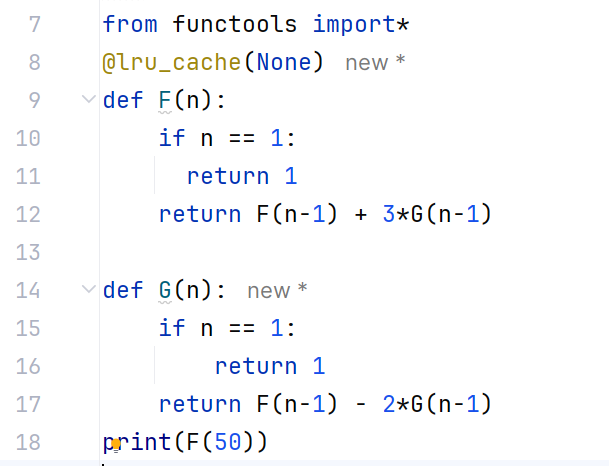 7 from functools import*
8 @lru_cache(None) new *
9 def F(n):
10 if n == 1:
11 return 1
12 return F(n-1) + 3*G(n-1)
13
14 def G(n): new *
15 if n == 1:
16 return 1
17 return F(n-1) - 2*G(n-1)
18 print(F(50))